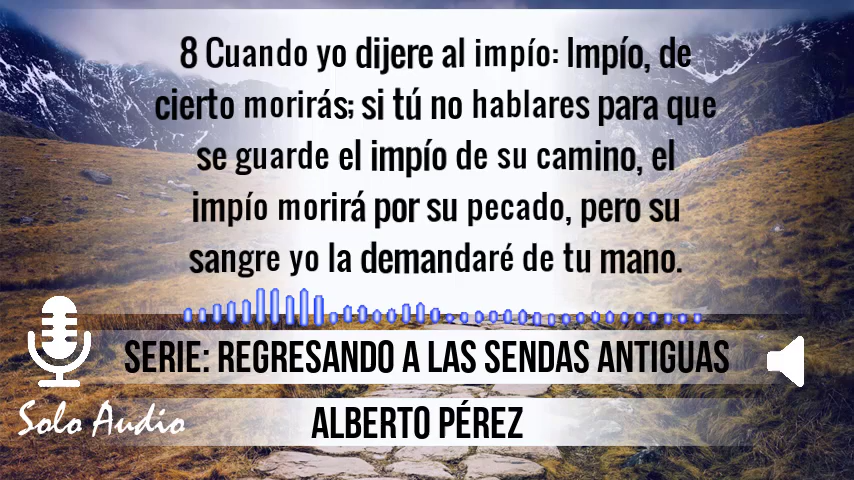 8 Cuando yo dijere al impío: Impío, de
cierto morirás; si tú no hablares para que
se guarde el impío de su camino, el
impío morirá por su pecado, pero su
sangre yo la demandaré de tu mano.
SERIE: REGRESANDO A LAS SENDAS ANTIGUAS
Solo Audio
ALBERTO PÉREZ